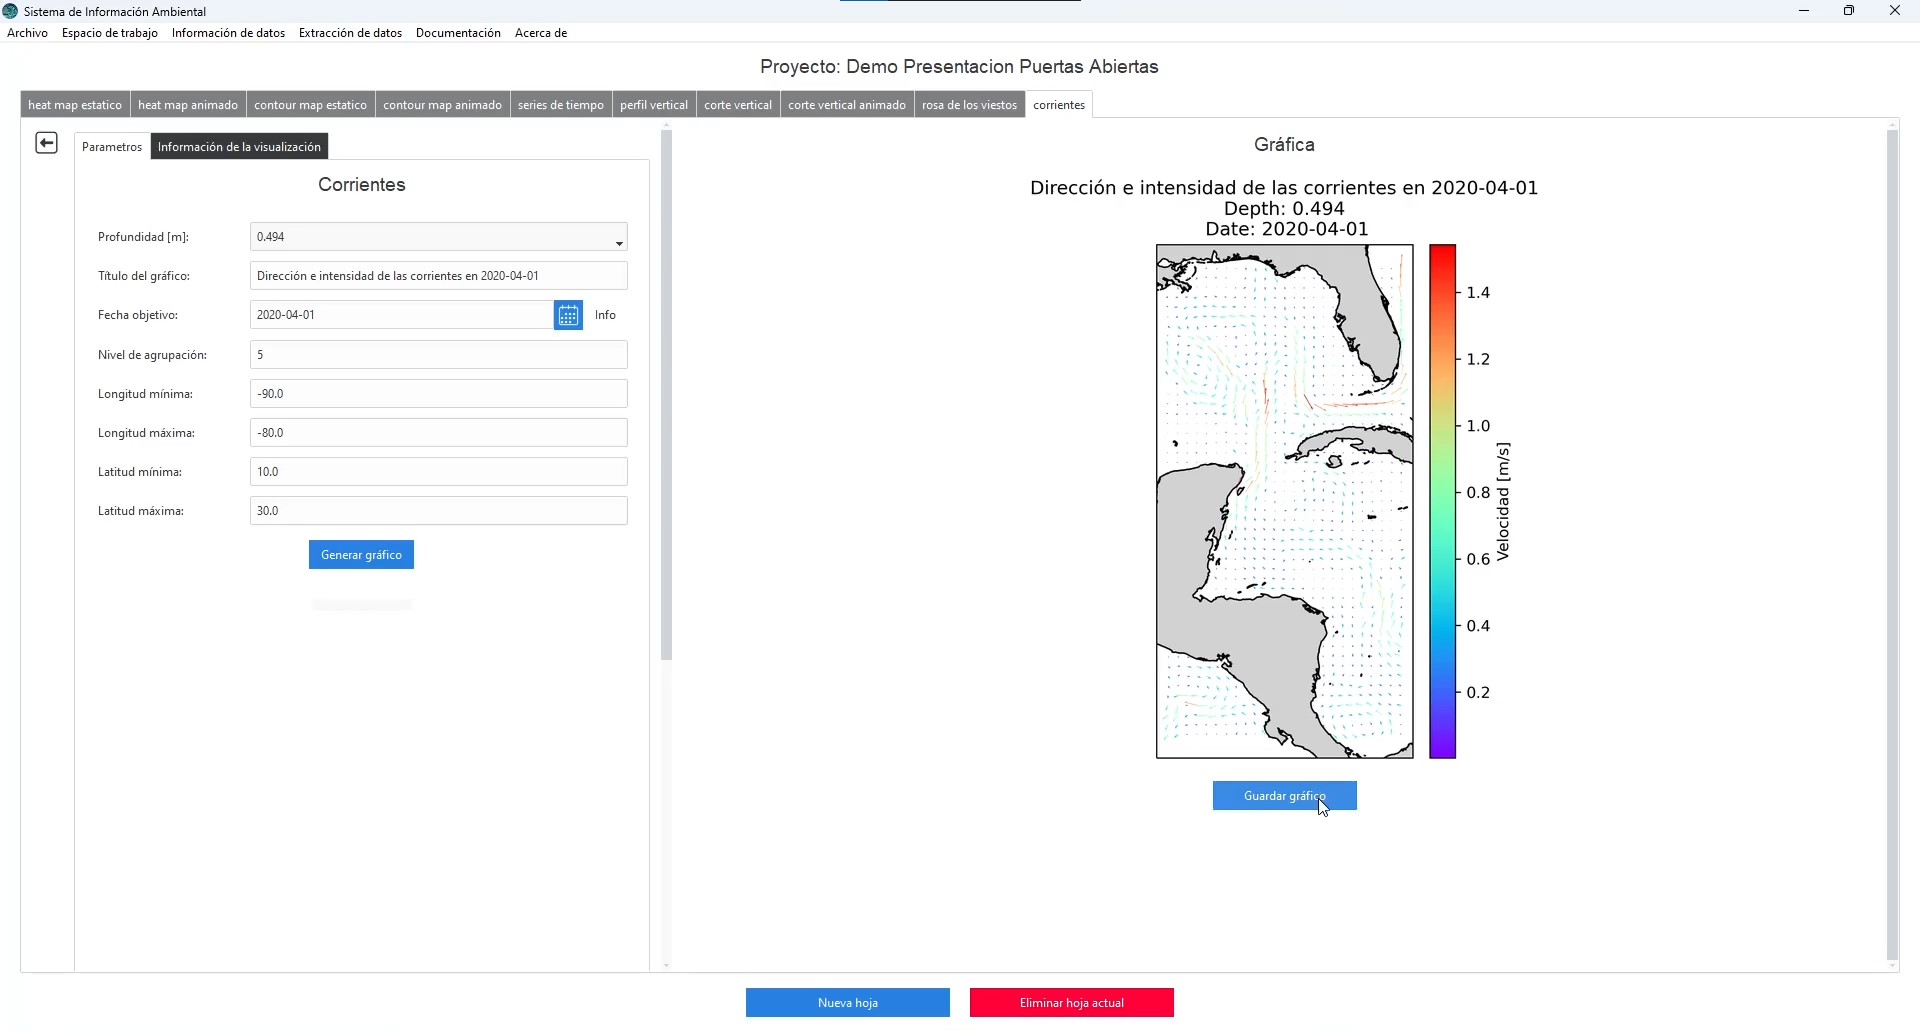 Sistema de Información Ambiental
Archivo Espacio de trabajo Información de datos Extracción de datos Documentación Acerca de
Proyecto: Demo Presentacion Puertas Abiertas
heat map estatico heat map animado contour map estatico contour map animado series de tiempo perfil vertical corte vertical corte vertical animado rosa de los viestos corrientes
Parametros Información de la visualización
Corrientes
Profundidad [m]: 0.494
Título del gráfico: Dirección e intensidad de las corrientes en 2020-04-01
Fecha objetivo: 2020-04-01 Info
Nivel de agrupación: 5
Longitud mínima: -90.0
Longitud máxima: -80.0
Latitud mínima: 10.0
Latitud máxima: 30.0
Generar gráfico
Gráfica
Dirección e intensidad de las corrientes en 2020-04-01
Depth: 0.494
Date: 2020-04-01
1.4
1.2
1.0
0.8
0.6
0.4
0.2
Velocidad [m/s]
Guardar gráfico
Nueva hoja Eliminar hoja actual